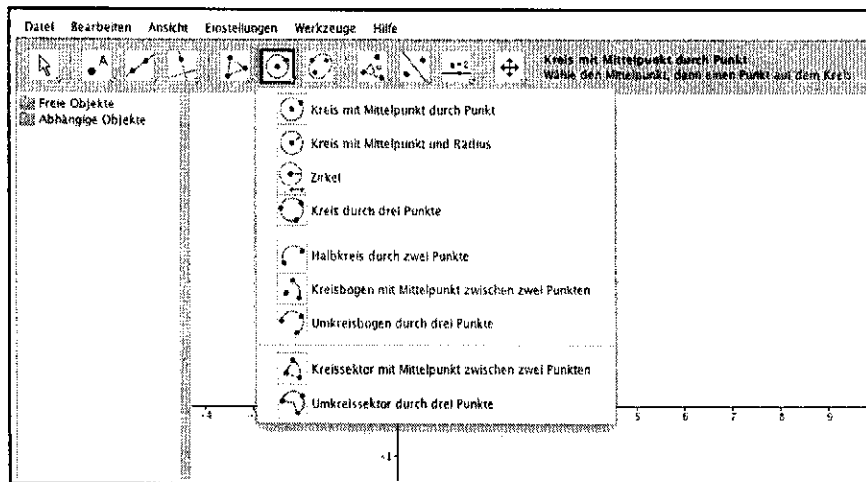 Datei Bearbeiten Ansicht Einstellungen Werkzeuge Hilfe
A
a=2
Kreis mit Mittelpunkt durch Punkt
Wähle den Mittelpunkt, dann einen Punkt auf dem Kreis
Freie Objekte
Abhängige Objekte
Kreis mit Mittelpunkt durch Punkt
Kreis mit Mittelpunkt und Radius
Zirkel
Kreis durch drei Punkte
Halbkreis durch zwei Punkte
Kreisbogen mit Mittelpunkt zwischen zwei Punkten
Umkreisbogen durch drei Punkte
Kreissektor mit Mittelpunkt zwischen zwei Punkten
Umkreissektor durch drei Punkte
-4 5 6 7 8 9
-1